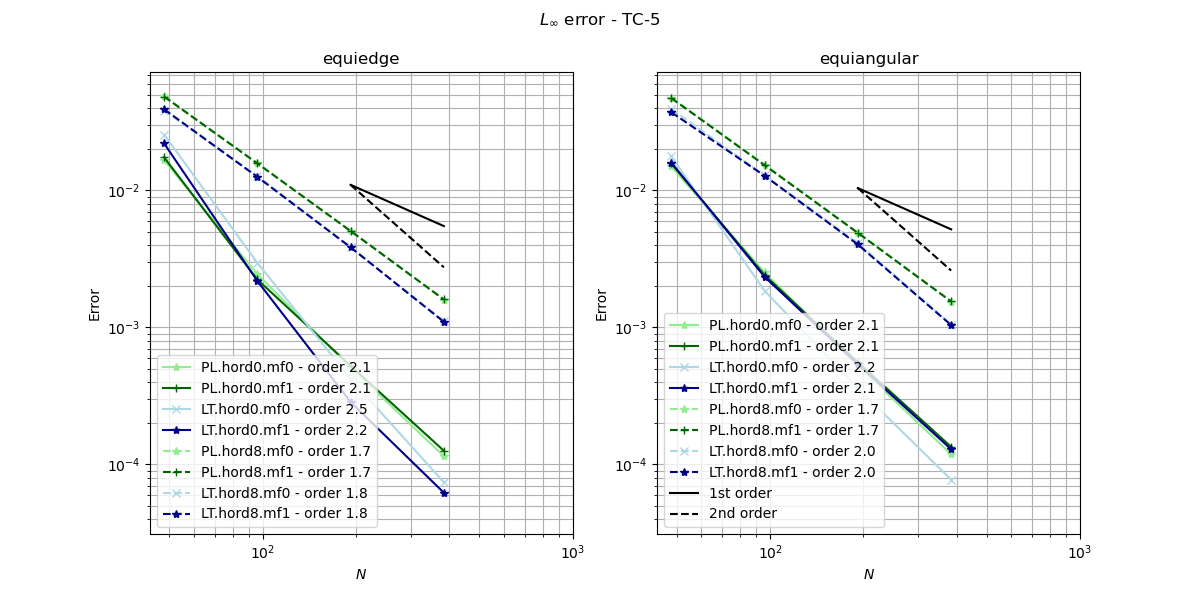 L∞ error - TC-5
equiedge
Error
10⁻²
10⁻³
10⁻⁴
PL.hord0.mf0 - order 2.1
PL.hord0.mf1 - order 2.1
LT.hord0.mf0 - order 2.5
LT.hord0.mf1 - order 2.2
PL.hord8.mf0 - order 1.7
PL.hord8.mf1 - order 1.7
LT.hord8.mf0 - order 1.8
LT.hord8.mf1 - order 1.8
10² 10³
N
equiangular
Error
10⁻²
10⁻³
10⁻⁴
PL.hord0.mf0 - order 2.1
PL.hord0.mf1 - order 2.1
LT.hord0.mf0 - order 2.2
LT.hord0.mf1 - order 2.1
PL.hord8.mf0 - order 1.7
PL.hord8.mf1 - order 1.7
LT.hord8.mf0 - order 2.0
LT.hord8.mf1 - order 2.0
1st order
2nd order
10² 10³
N